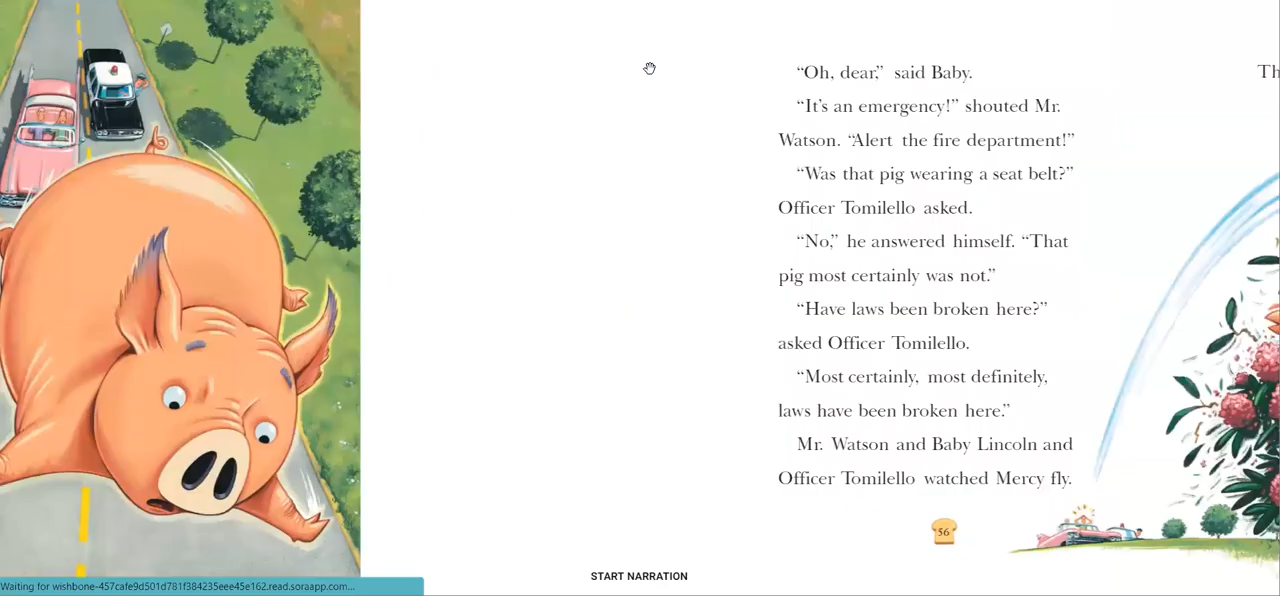 “Oh, dear,” said Baby.
“It’s an emergency!” shouted Mr.
Watson. “Alert the fire department!”
“Was that pig wearing a seat belt?”
Officer Tomilello asked.
“No,” he answered himself. “That
pig most certainly was not.”
“Have laws been broken here?”
asked Officer Tomilello.
“Most certainly, most definitely,
laws have been broken here.”
Mr. Watson and Baby Lincoln and
Officer Tomilello watched Mercy fly.
56
Th
START NARRATION
Waiting for wishbone-457cafe9d501d781f384235eee45e162.read.soraapp.com...